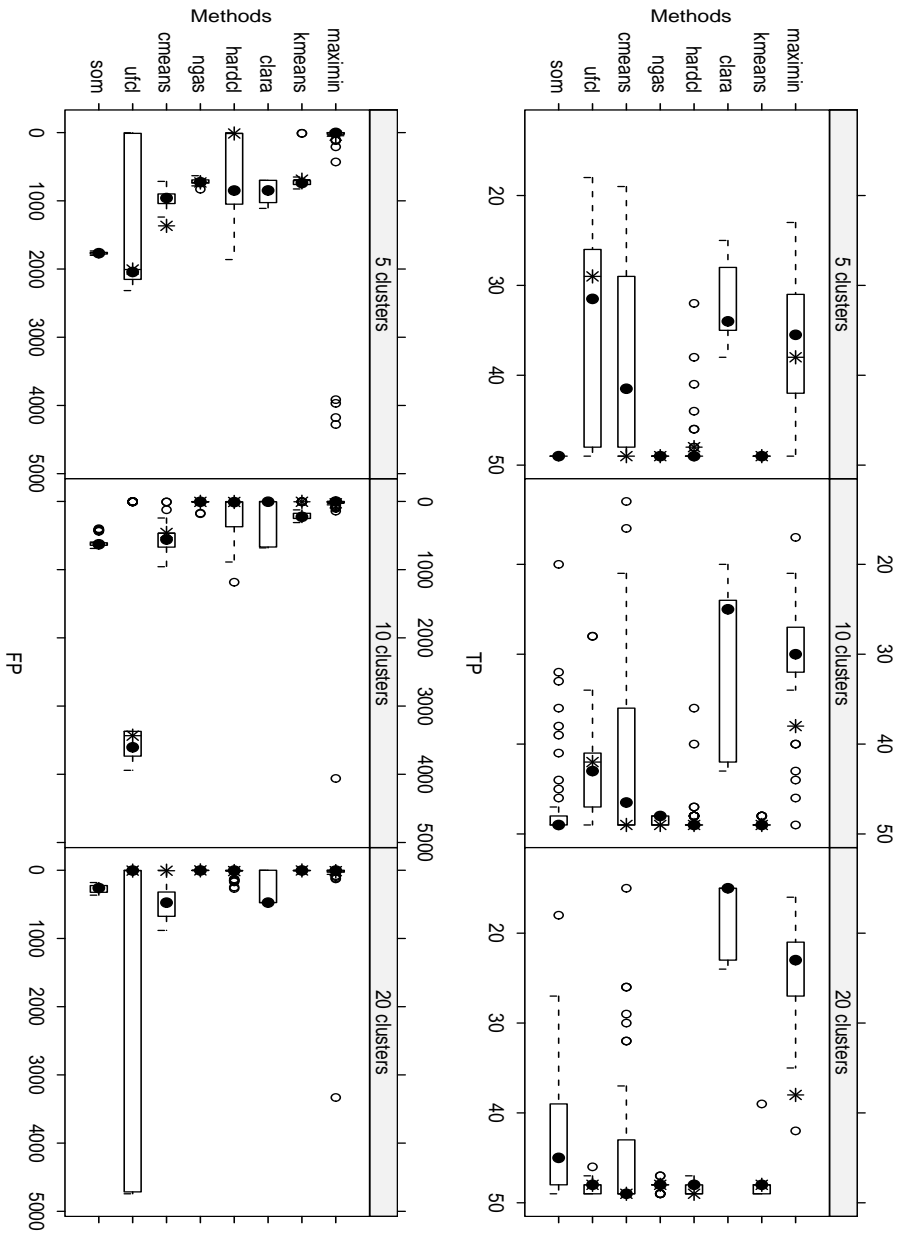 20 30 40 50
5 clusters
10 clusters
20 clusters
Methods
maximin
kmeans
clara
hardcl
ngas
cmeans
ufcl
som
20 30 40 50
20 30 40 50
TP
0 1000 2000 3000 4000 5000
5 clusters
10 clusters
20 clusters
Methods
maximin
kmeans
clara
hardcl
ngas
cmeans
ufcl
som
0 1000 2000 3000 4000 5000
0 1000 2000 3000 4000 5000
FP